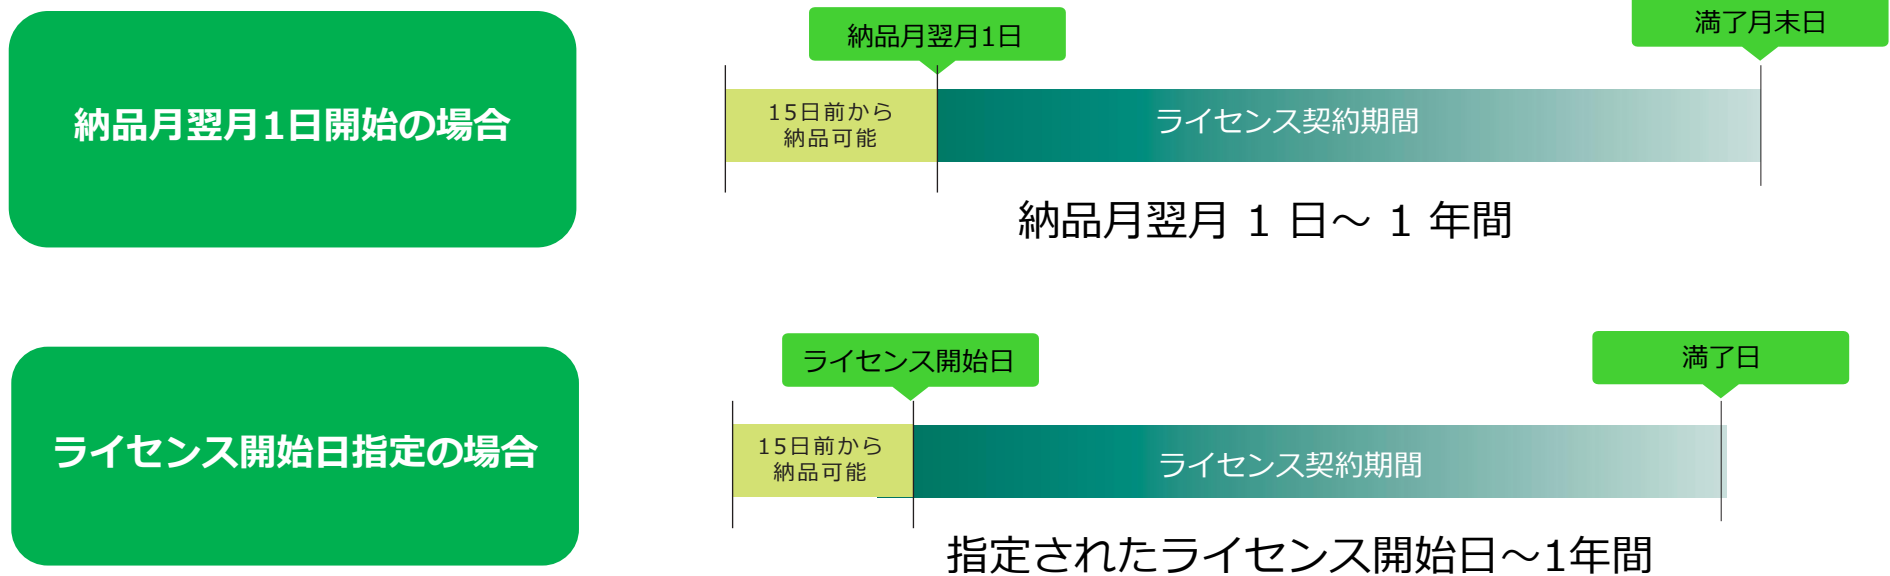 納品月翌月1日開始の場合
納品月翌月1日
満了月末日
15日前から
納品可能
ライセンス契約期間
納品月翌月 1 日～ 1 年間
ライセンス開始日指定の場合
ライセンス開始日
満了日
15日前から
納品可能
ライセンス契約期間
指定されたライセンス開始日～1年間